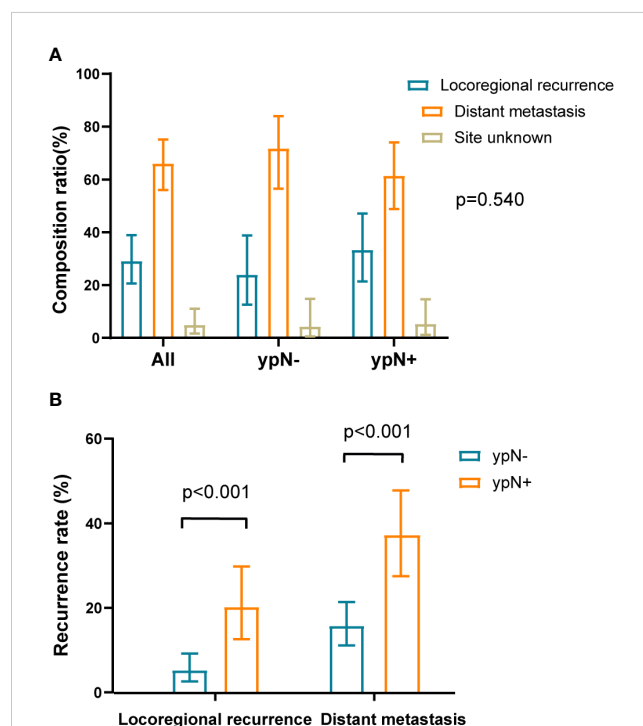 A
Composition ratio(%)
100
80
60
40
20
0
Locoregional recurrence
Distant metastasis
Site unknown
p=0.540
All ypN- ypN+
B
Recurrence rate (%)
60
40
20
0
p<0.001
p<0.001
ypN-
ypN+
Locoregional recurrence Distant metastasis